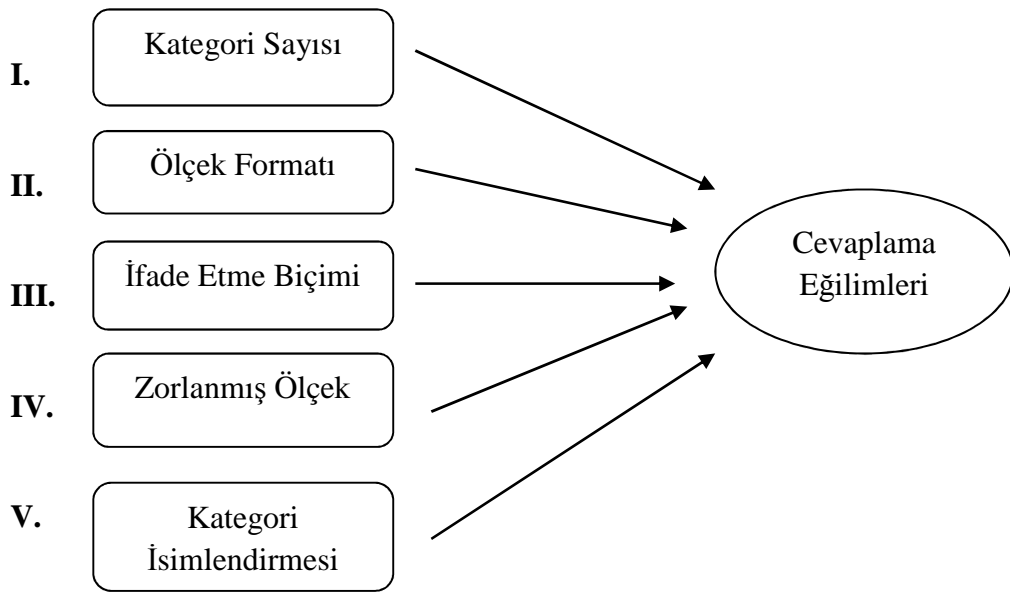 I.
Kategori Sayısı
II.
Ölçek Formatı
III.
İfade Etme Biçimi
IV.
Zorlanmış Ölçek
V.
Kategori
İsimlendirmesi
Cevaplama
Eğilimleri